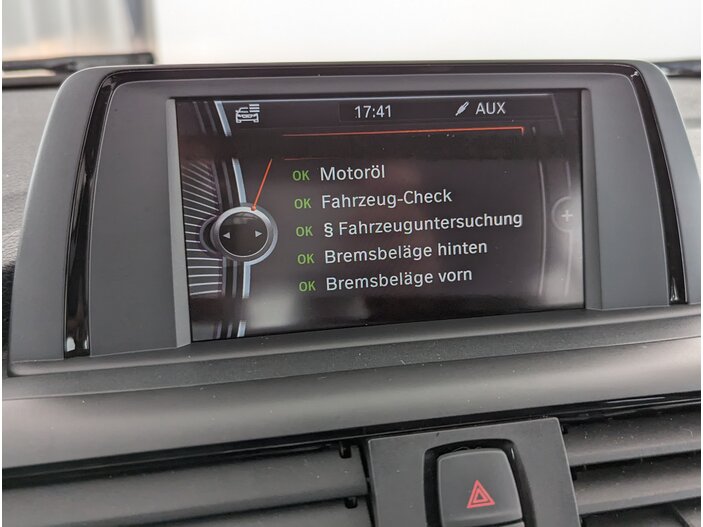 17:41 AUX
OK Motoröl
OK Fahrzeug-Check
OK § Fahrzeuguntersuchung
OK Bremsbeläge hinten
OK Bremsbeläge vorn